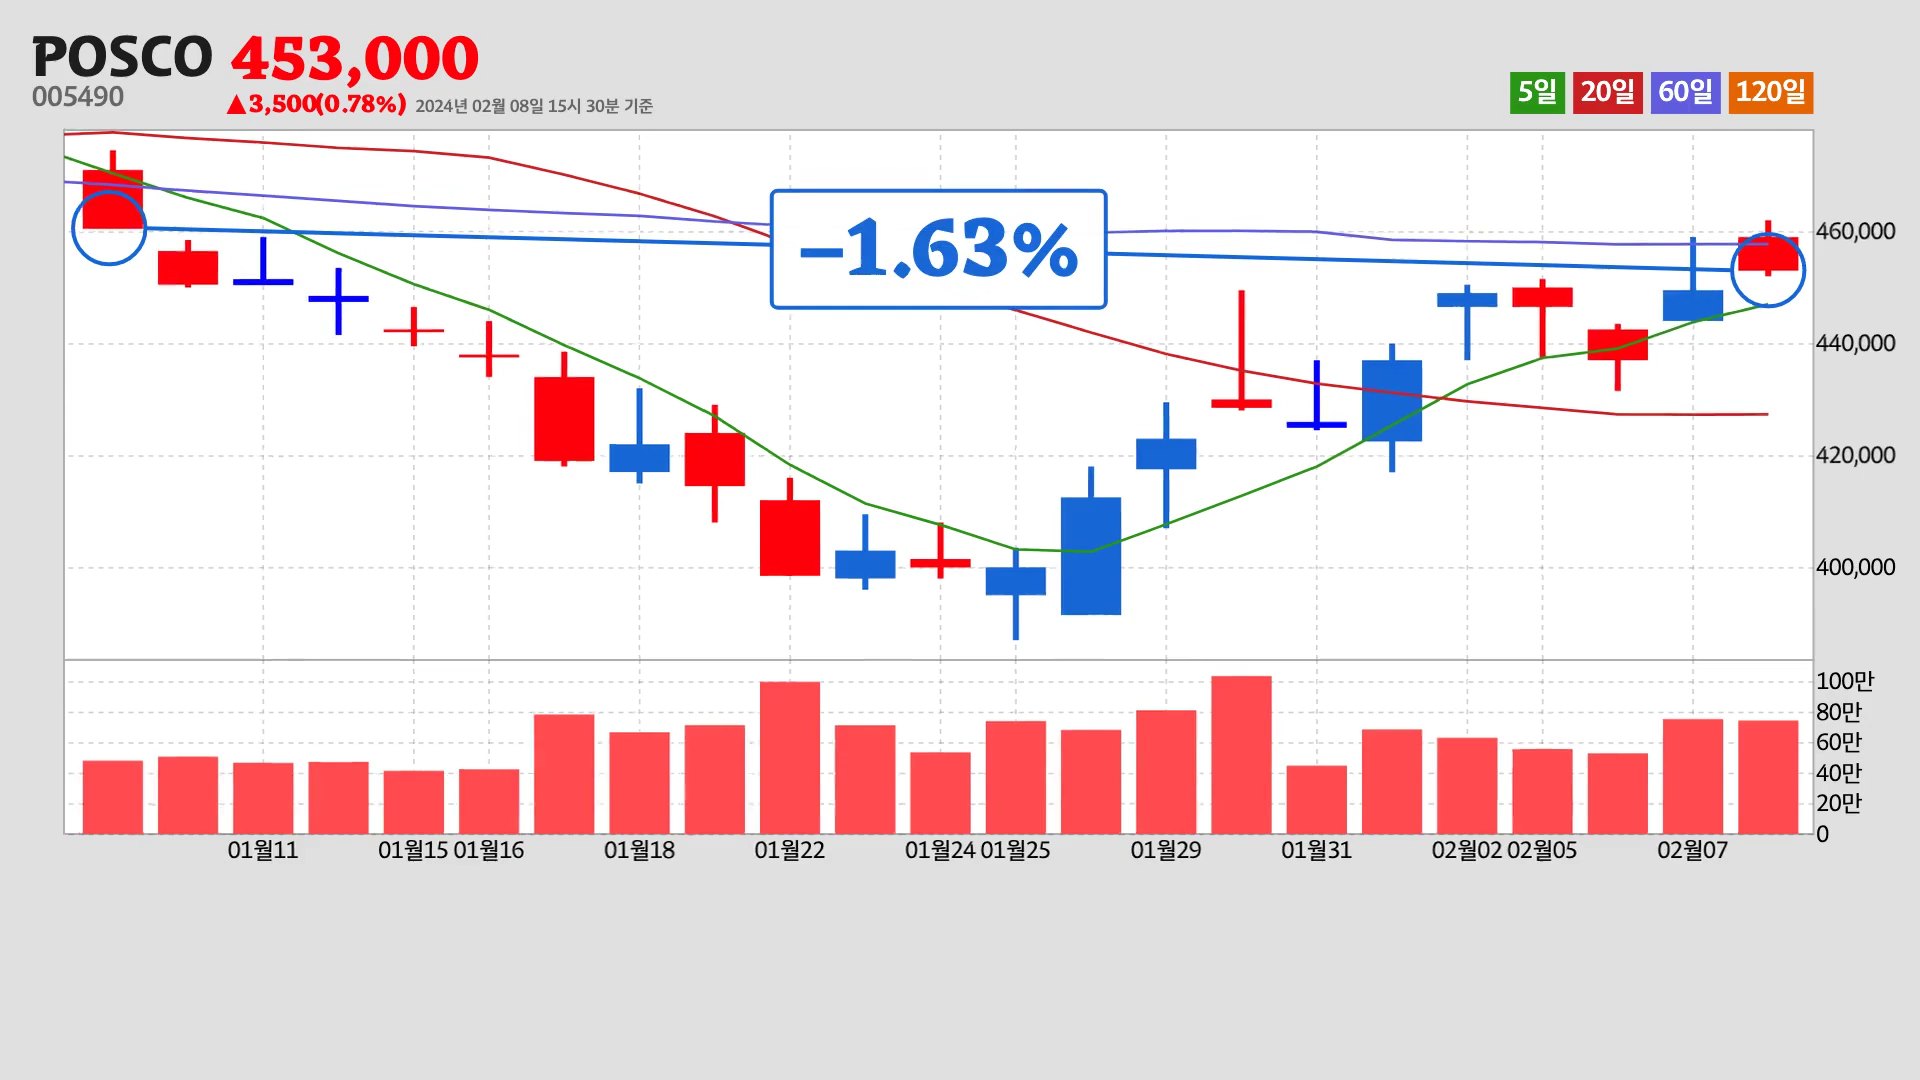 POSCO 453,000
005490 ▲3,500(0.78%) 2024년 02월 08일 15시 30분 기준
5일 20일 60일 120일
-1.63%
460,000
440,000
420,000
400,000
100만
80만
60만
40만
20만
0
01월11 01월15 01월16 01월18 01월22 01월24 01월25 01월29 01월31 02월02 02월05 02월07